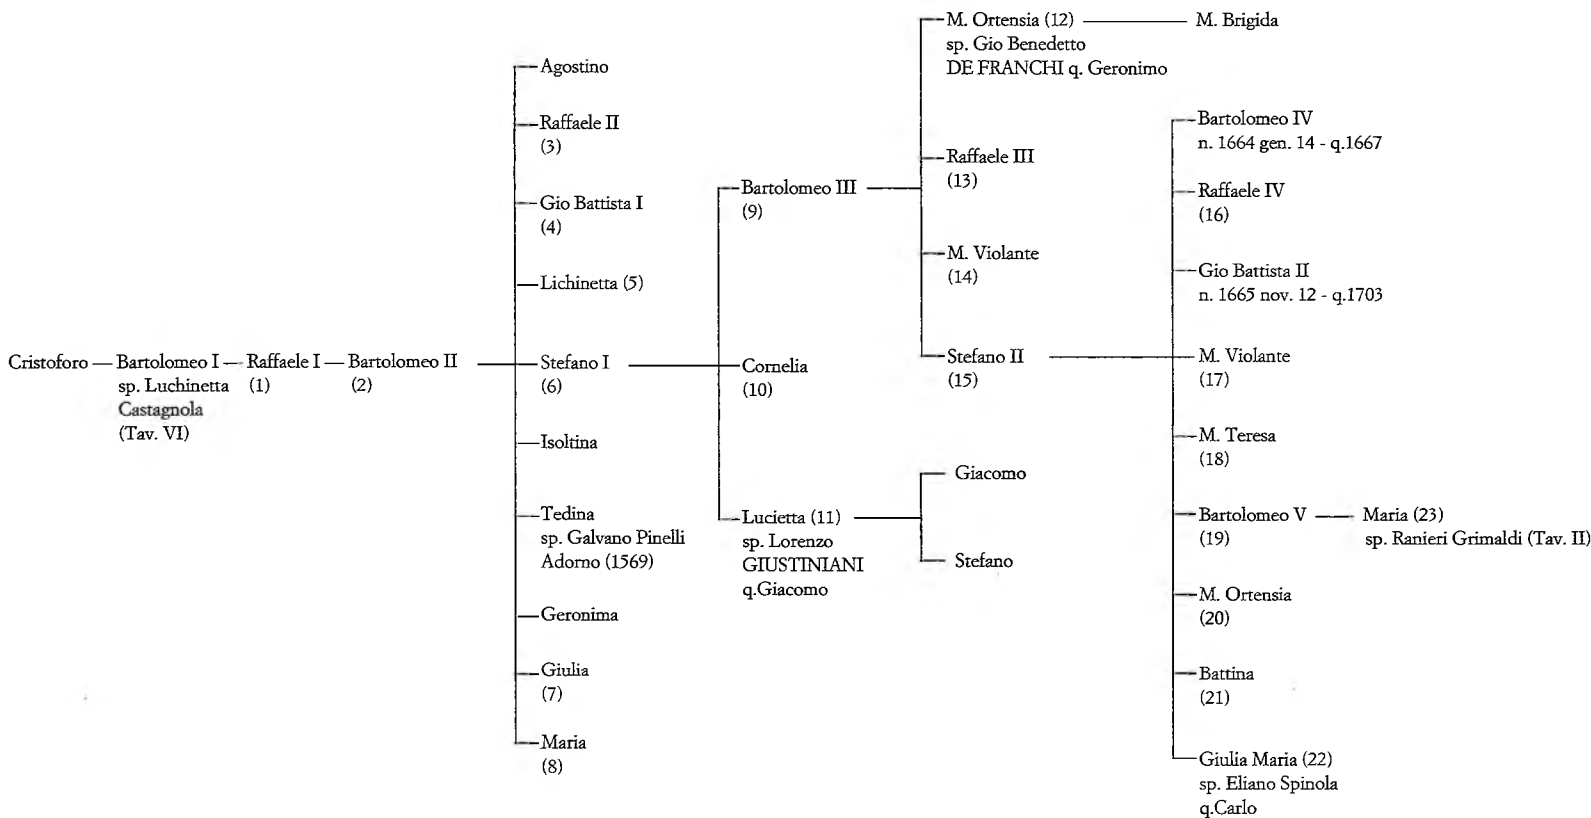 Cristoforo
Bartolomeo I
sp. Luchinetta
Castagnola
(Tav. VI)
Raffaele I
(1)
Bartolomeo II
(2)
Agostino
Raffaele II
(3)
Gio Battista I
(4)
Lichinetta (5)
Stefano I
(6)
Isoltina
Tedina
sp. Galvano Pinelli
Adorno (1569)
Geronima
Giulia
(7)
Maria
(8)
Bartolomeo III
(9)
Cornelia
(10)
Lucietta (11)
sp. Lorenzo
GIUSTINIANI
q.Giacomo
M. Ortensia (12)
sp. Gio Benedetto
DE FRANCHI q. Geronimo
Raffaele III
(13)
M. Violante
(14)
Stefano II
(15)
Giacomo
Stefano
M. Brigida
Bartolomeo IV
n. 1664 gen. 14 - q.1667
Raffaele IV
(16)
Gio Battista II
n. 1665 nov. 12 - q.1703
M. Violante
(17)
M. Teresa
(18)
Bartolomeo V
(19)
M. Ortensia
(20)
Battina
(21)
Giulia Maria (22)
sp. Eliano Spinola
q.Carlo
Maria (23)
sp. Ranieri Grimaldi (Tav. II)